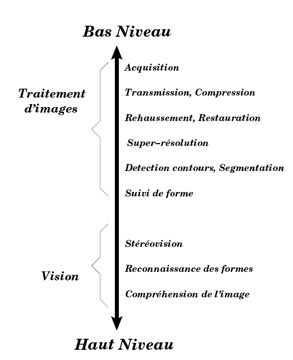 Bas Niveau
Acquisition
Traitement
d'images
Transmission, Compression
Rehaussement, Restauration
Super-résolution
Detection contours, Segmentation
Suivi de forme
Stéréovision
Vision
Reconnaissance des formes
Compréhension de l'image
Haut Niveau